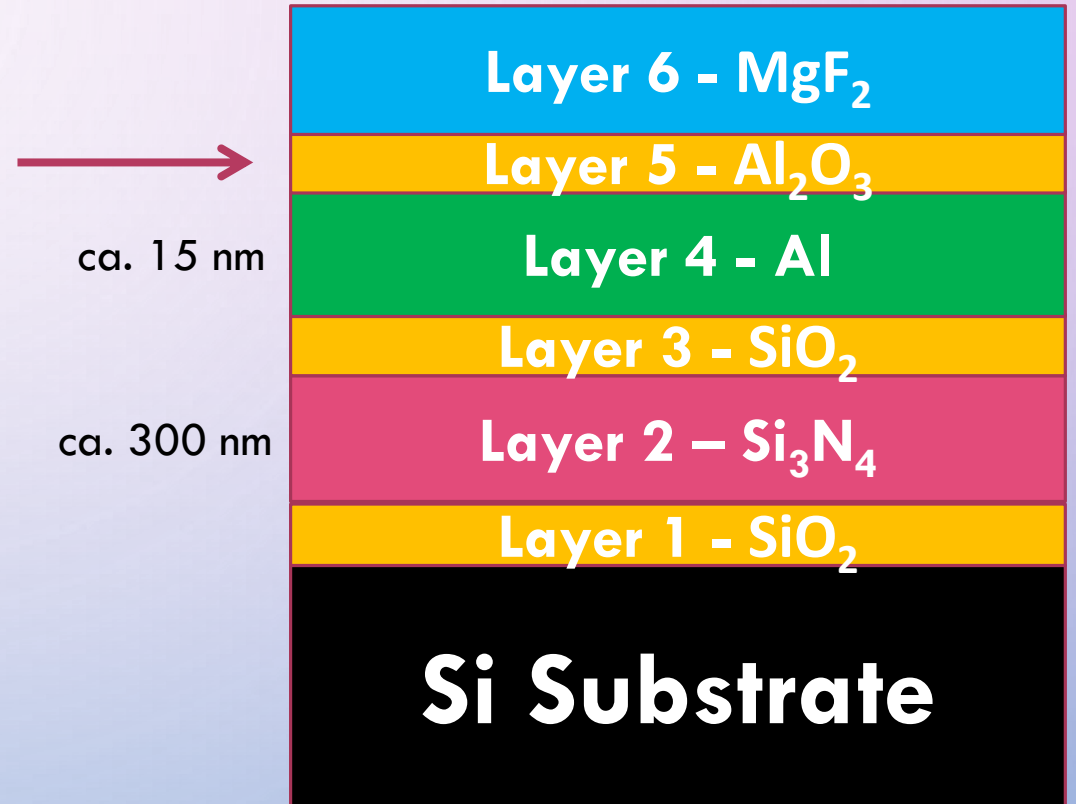 Layer 6 - MgF₂
Layer 5 - Al₂O₃
ca. 15 nm
Layer 4 - Al
Layer 3 - SiO₂
ca. 300 nm
Layer 2 – Si₃N₄
Layer 1 - SiO₂
Si Substrate